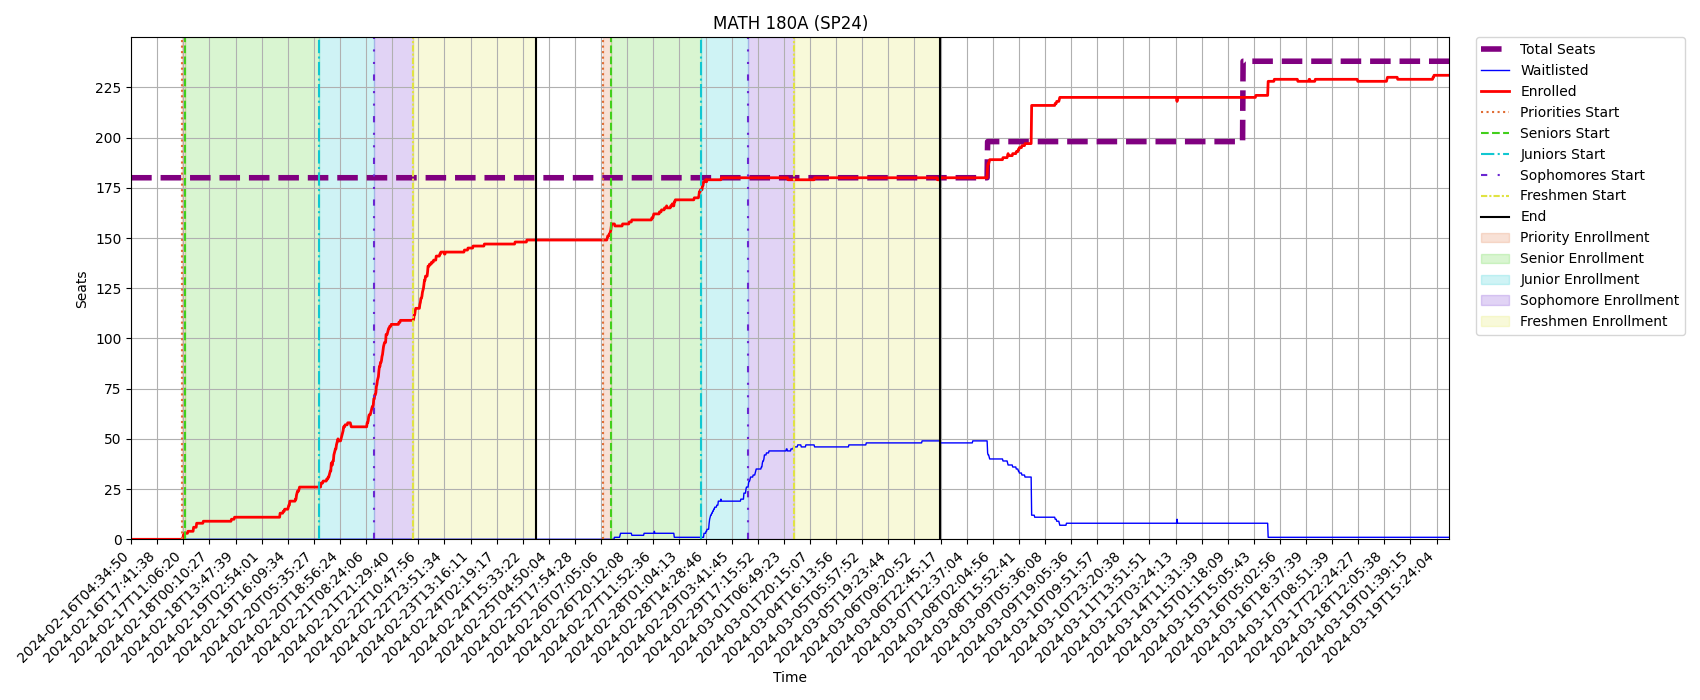 MATH 180A (SP24)
Seats
225
200
175
150
125
100
75
50
25
0
2024-02-16T04:34:50
2024-02-16T17:41:38
2024-02-17T11:06:20
2024-02-18T00:10:27
2024-02-18T13:47:39
2024-02-19T02:54:01
2024-02-19T16:09:34
2024-02-20T05:35:27
2024-02-20T18:56:24
2024-02-21T08:24:06
2024-02-21T21:29:40
2024-02-22T10:47:56
2024-02-22T23:51:34
2024-02-23T13:16:11
2024-02-24T02:19:17
2024-02-24T15:33:22
2024-02-25T04:50:04
2024-02-25T17:54:28
2024-02-26T07:05:06
2024-02-26T20:12:08
2024-02-27T11:52:36
2024-02-28T01:04:13
2024-02-28T14:28:46
2024-02-29T03:41:45
2024-02-29T17:15:52
2024-03-01T06:49:23
2024-03-01T20:15:07
2024-03-04T16:13:56
2024-03-05T05:57:52
2024-03-05T19:23:44
2024-03-06T09:20:52
2024-03-06T22:45:17
2024-03-07T12:37:04
2024-03-08T02:04:56
2024-03-08T15:52:41
2024-03-09T05:36:08
2024-03-09T19:05:36
2024-03-10T09:51:57
2024-03-10T23:20:38
2024-03-11T13:51:51
2024-03-12T03:24:13
2024-03-14T11:31:39
2024-03-15T01:18:09
2024-03-15T15:05:43
2024-03-16T05:02:56
2024-03-16T18:37:39
2024-03-17T08:51:39
2024-03-17T22:24:27
2024-03-18T12:05:38
2024-03-19T01:39:15
2024-03-19T15:24:04
Time
Total Seats
Waitlisted
Enrolled
Priorities Start
Seniors Start
Juniors Start
Sophomores Start
Freshmen Start
End
Priority Enrollment
Senior Enrollment
Junior Enrollment
Sophomore Enrollment
Freshmen Enrollment